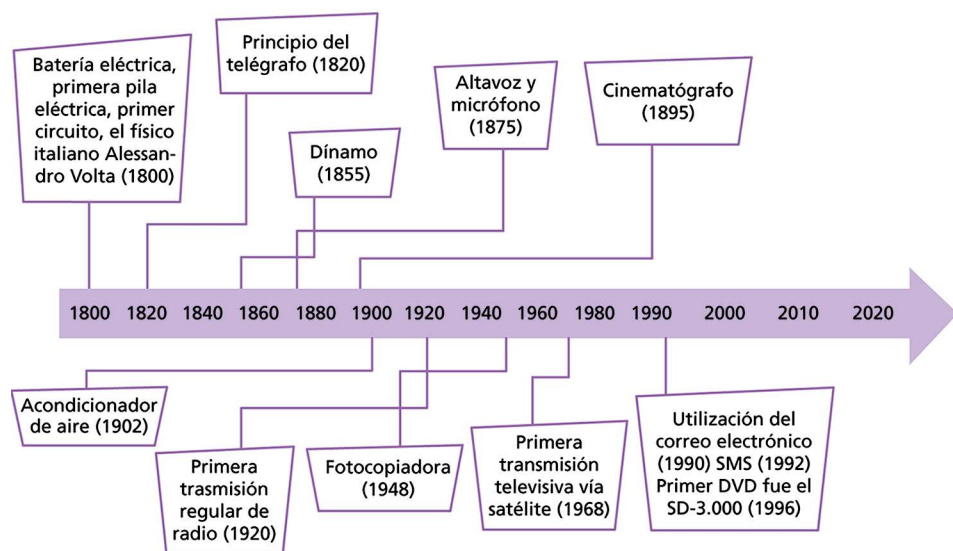 Batería eléctrica,
primera pila
eléctrica, primer
circuito, el físico
italiano Alessan-
dro Volta (1800)
Principio del
telégrafo (1820)
Dínamo
(1855)
Altavoz y
micrófono
(1875)
Cinematógrafo
(1895)
1800 1820 1840 1860 1880 1900 1920 1940 1960 1980 1990 2000 2010 2020
Acondicionador
de aire (1902)
Primera
trasmisión
regular de
radio (1920)
Fotocopiadora
(1948)
Primera
transmisión
televisiva vía
satélite (1968)
Utilización del
correo electrónico
(1990) SMS (1992)
Primer DVD fue el
SD-3.000 (1996)